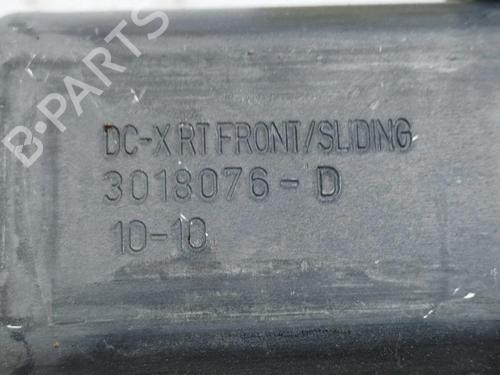 B-PARTS
DC-X RT FRONT/SLIDING
3018076-D
10-10